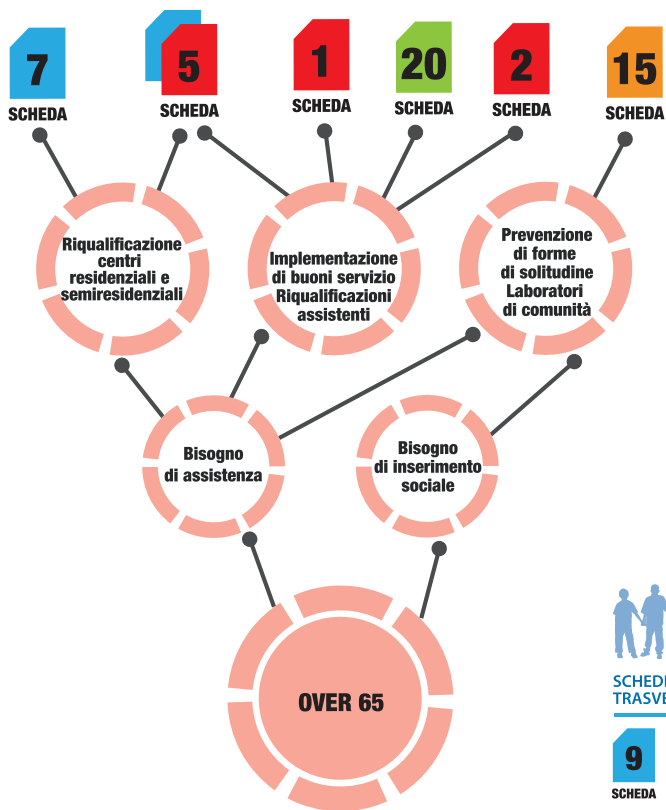 7
SCHEDA
5
SCHEDA
1
SCHEDA
20
SCHEDA
2
SCHEDA
15
SCHEDA
Riqualificazione
centri
residenziali e
semiresidenziali
Implementazione
di buoni servizio
Riqualificazioni
assistenti
Prevenzione
di forme
di solitudine
Laboratori
di comunità
Bisogno
di assistenza
Bisogno
di inserimento
sociale
OVER 65
SCHEDE
TRASVE
9
SCHEDA